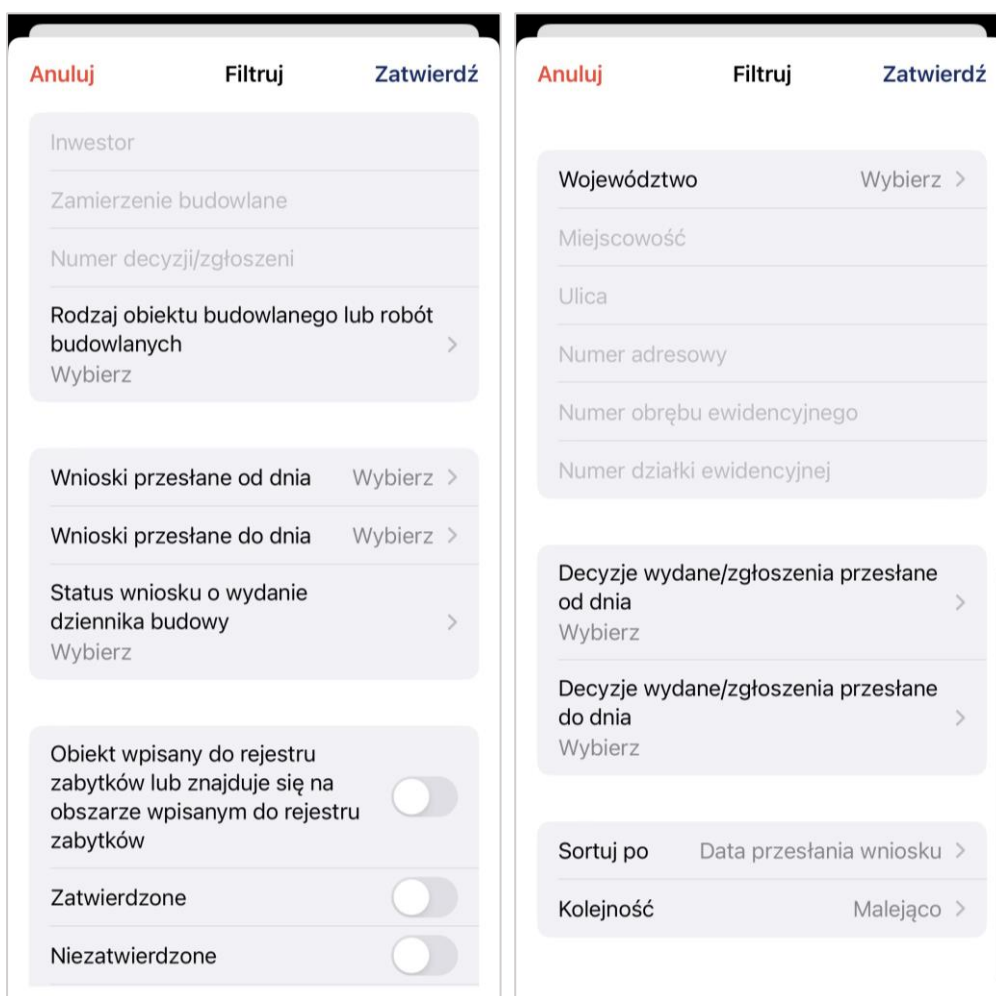 Anuluj Filtruj Zatwierdź
Inwestor
Zamierzenie budowlane
Numer decyzji/zgłoszeni
Rodzaj obiektu budowlanego lub robót
budowlanych
Wybierz
Wnioski przesłane od dnia Wybierz
Wnioski przesłane do dnia Wybierz
Status wniosku o wydanie
dziennika budowy
Wybierz
Obiekt wpisany do rejestru
zabytków lub znajduje się na
obszarze wpisanym do rejestru
zabytków
Zatwierdzone
Niezatwierdzone
Anuluj Filtruj Zatwierdź
Województwo Wybierz
Miejscowość
Ulica
Numer adresowy
Numer obrębu ewidencyjnego
Numer działki ewidencyjnej
Decyzje wydane/zgłoszenia przesłane
od dnia
Wybierz
Decyzje wydane/zgłoszenia przesłane
do dnia
Wybierz
Sortuj po Data przesłania wniosku
Kolejność Malejąco